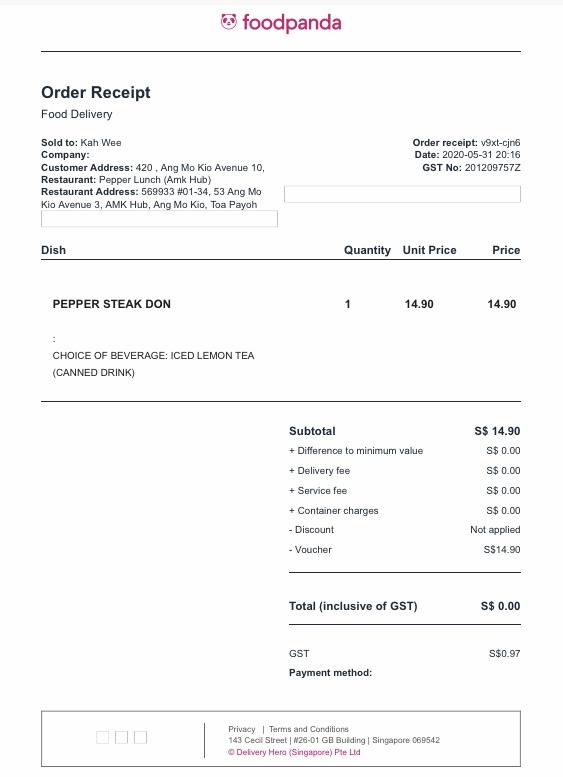 foodpanda
Order Receipt
Food Delivery
Sold to: Kah Wee
Company:
Customer Address: 420 , Ang Mo Kio Avenue 10,
Restaurant: Pepper Lunch (Amk Hub)
Restaurant Address: 569933 #01-34, 53 Ang Mo
Kio Avenue 3, AMK Hub, Ang Mo Kio, Toa Payoh
Order receipt: v9xt-cjn6
Date: 2020-05-31 20:16
GST No: 201209757Z
Dish Quantity Unit Price Price
PEPPER STEAK DON 1 14.90 14.90
:
CHOICE OF BEVERAGE: ICED LEMON TEA
(CANNED DRINK)
Subtotal S$ 14.90
+ Difference to minimum value S$ 0.00
+ Delivery fee S$ 0.00
+ Service fee S$ 0.00
+ Container charges S$ 0.00
- Discount Not applied
- Voucher S$14.90
Total (inclusive of GST) S$ 0.00
GST S$0.97
Payment method:
Privacy | Terms and Conditions
143 Cecil Street | #26-01 GB Building | Singapore 069542
© Delivery Hero (Singapore) Pte Ltd